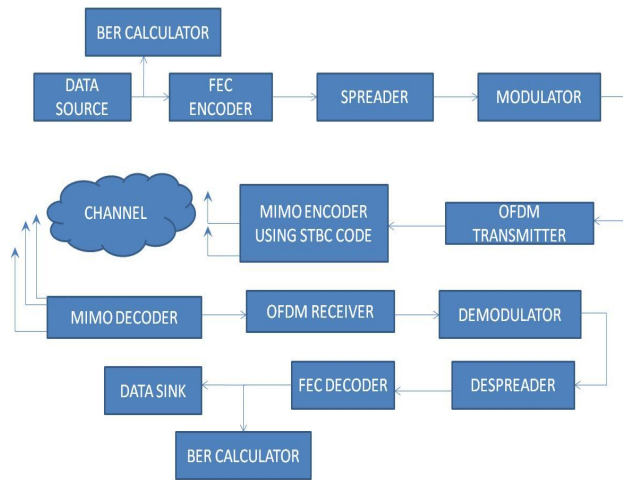 BER CALCULATOR
DATA
SOURCE
FEC
ENCODER
SPREADER
MODULATOR
CHANNEL
MIMO ENCODER
USING STBC CODE
OFDM
TRANSMITTER
MIMO DECODER
OFDM RECEIVER
DEMODULATOR
DATA SINK
FEC DECODER
DESPREADER
BER CALCULATOR